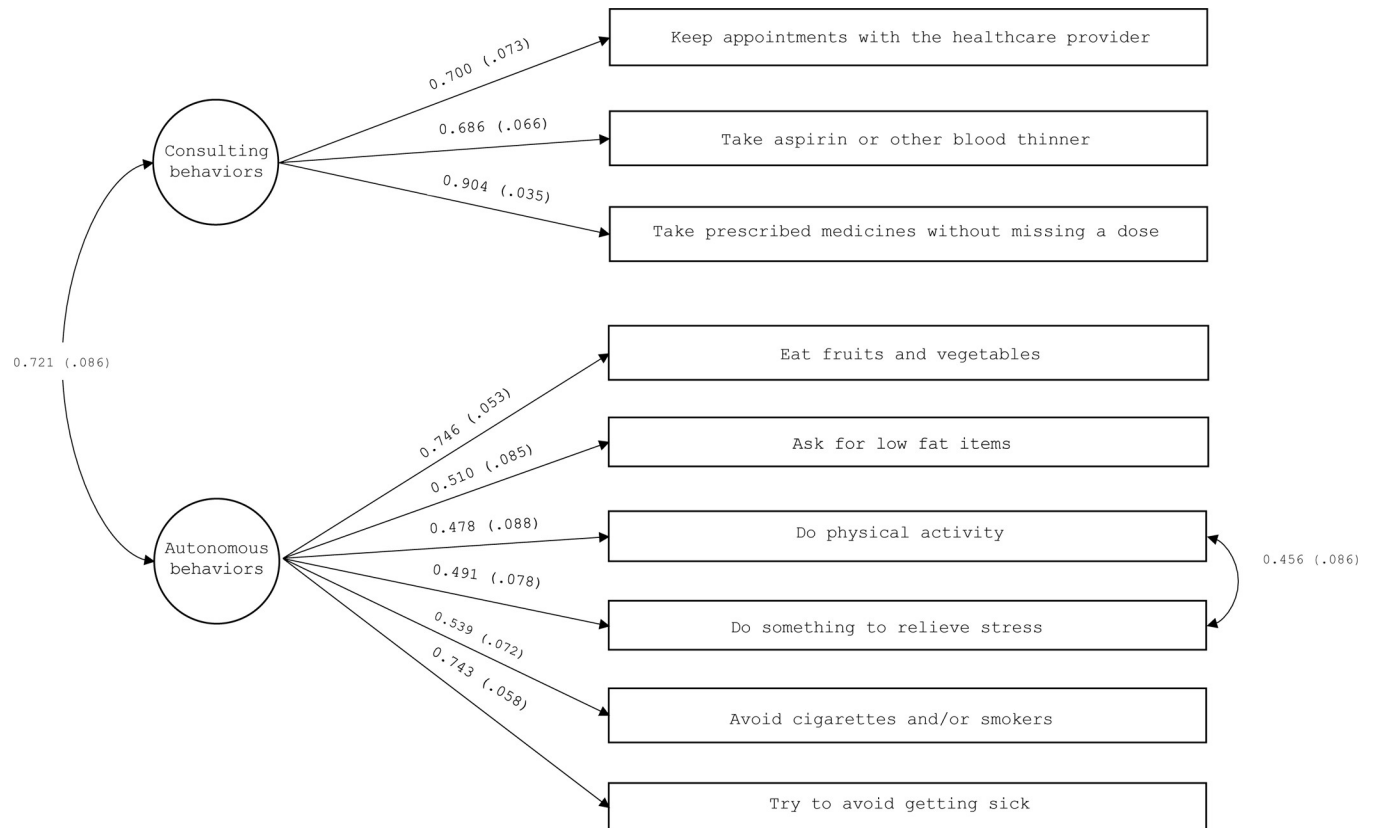 Keep appointments with the healthcare provider
0.700 (.073)
0.686 (.066)
Take aspirin or other blood thinner
Consulting
behaviors
0.904 (.035)
Take prescribed medicines without missing a dose
0.721 (.086)
Eat fruits and vegetables
0.746 (.053)
Ask for low fat items
0.510 (.085)
0.478 (.088)
Do physical activity
Autonomous
behaviors
0.456 (.086)
0.491 (.078)
Do something to relieve stress
0.539 (.072)
0.743 (.058)
Avoid cigarettes and/or smokers
Try to avoid getting sick